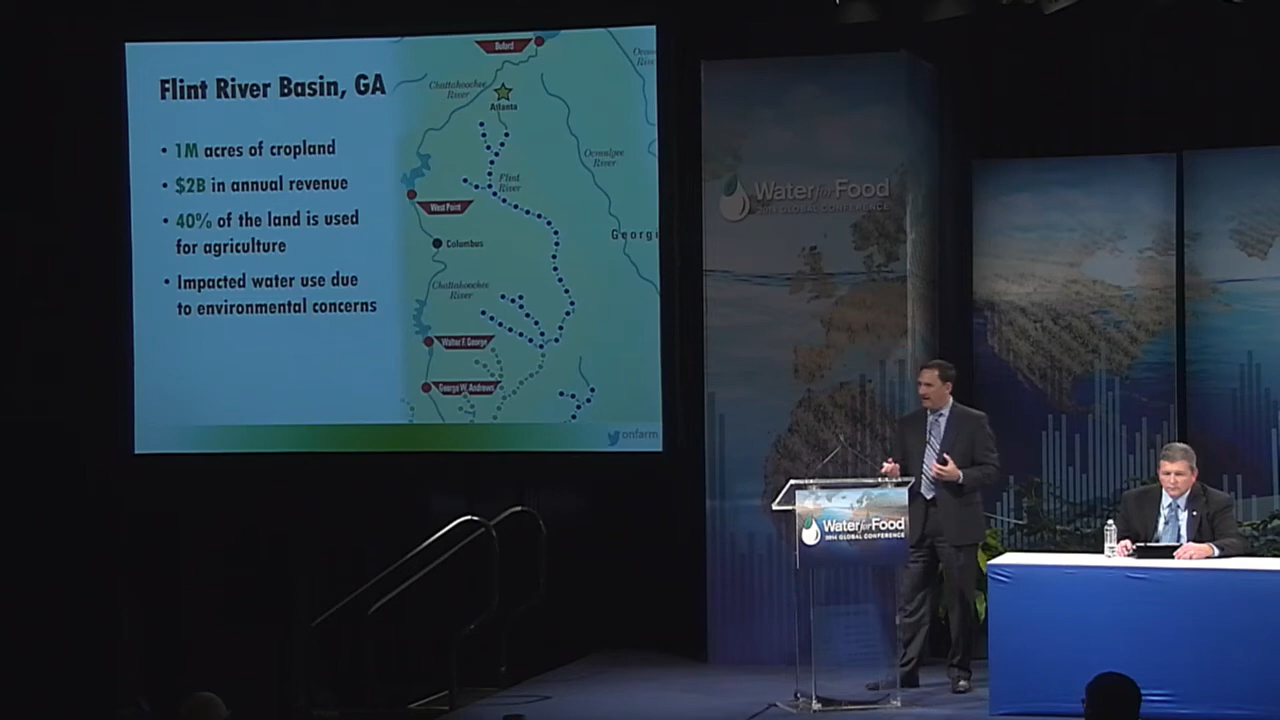 Flint River Basin, GA
• 1M acres of cropland
• $2B in annual revenue
• 40% of the land is used
for agriculture
• Impacted water use due
to environmental concerns
Buford
Chattahoochee
River
Atlanta
Ocmulgee
River
Flint
River
West Point
Columbus
Georgi
Chattahoochee
River
Walter F. George
George W. Andrews
onfarm
Water for Food
2014 GLOBAL CONFERENCE
Water for Food
2014 GLOBAL CONFERENCE